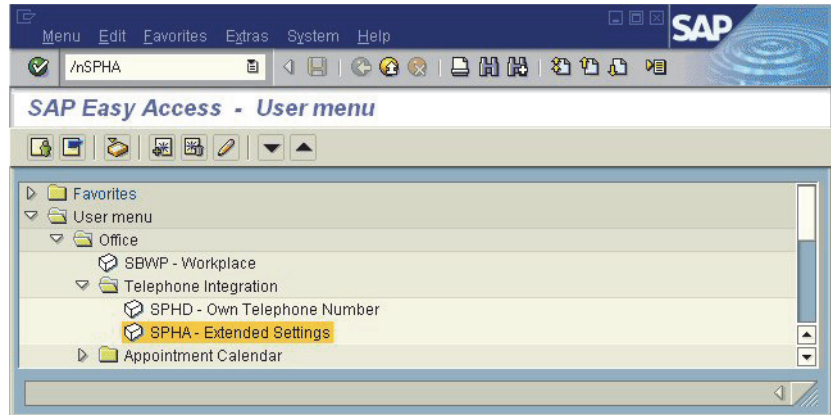 Menu Edit Favorites Extras System Help
SAP
/nSPHA
SAP Easy Access - User menu
Favorites
User menu
Office
SBWP - Workplace
Telephone Integration
SPHD - Own Telephone Number
SPHA - Extended Settings
Appointment Calendar